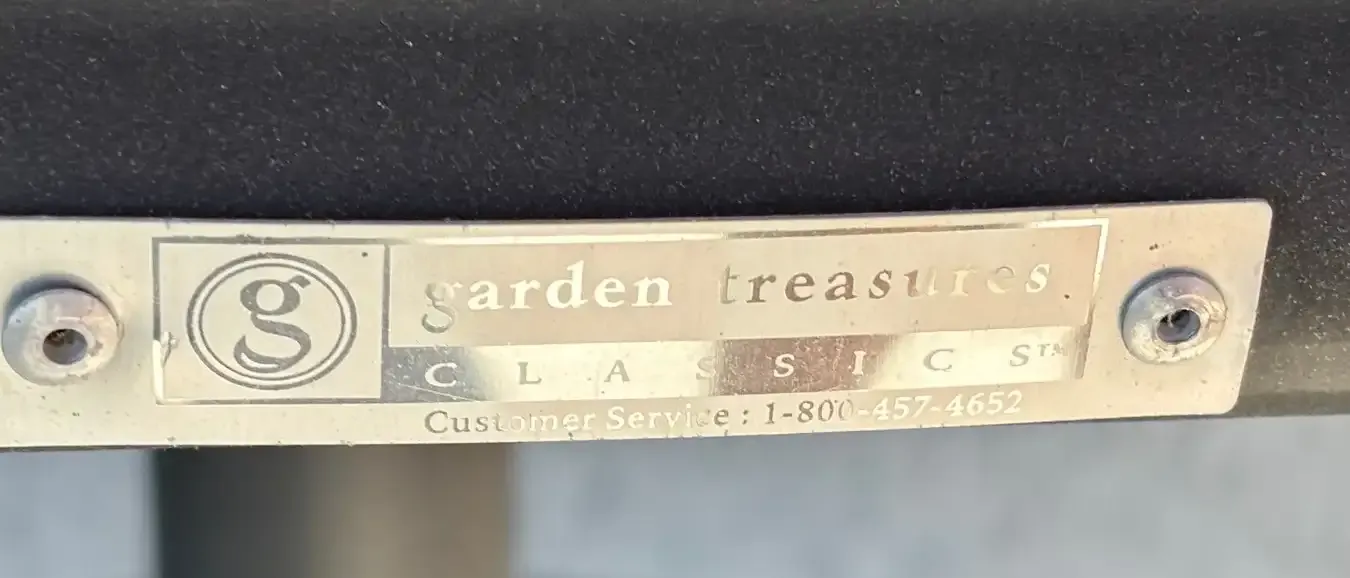 g
garden treasures
CLASSICS™
Customer Service : 1-800-457-4652